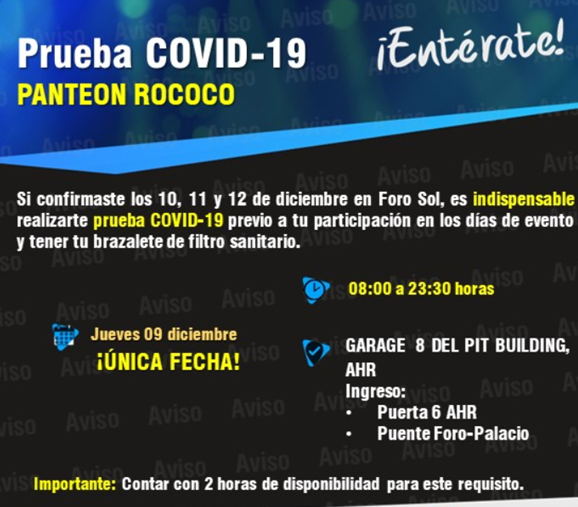 Prueba COVID-19
¡Entérate!
PANTEON ROCOCO
Si confirmaste los 10, 11 y 12 de diciembre en Foro Sol, es indispensable
realizarte prueba COVID-19 previo a tu participación en los días de evento
y tener tu brazalete de filtro sanitario.
08:00 a 23:30 horas
Jueves 09 diciembre
¡ÚNICA FECHA!
GARAGE 8 DEL PIT BUILDING,
AHR
Ingreso:
• Puerta 6 AHR
• Puente Foro-Palacio
Importante: Contar con 2 horas de disponibilidad para este requisito.
Aviso